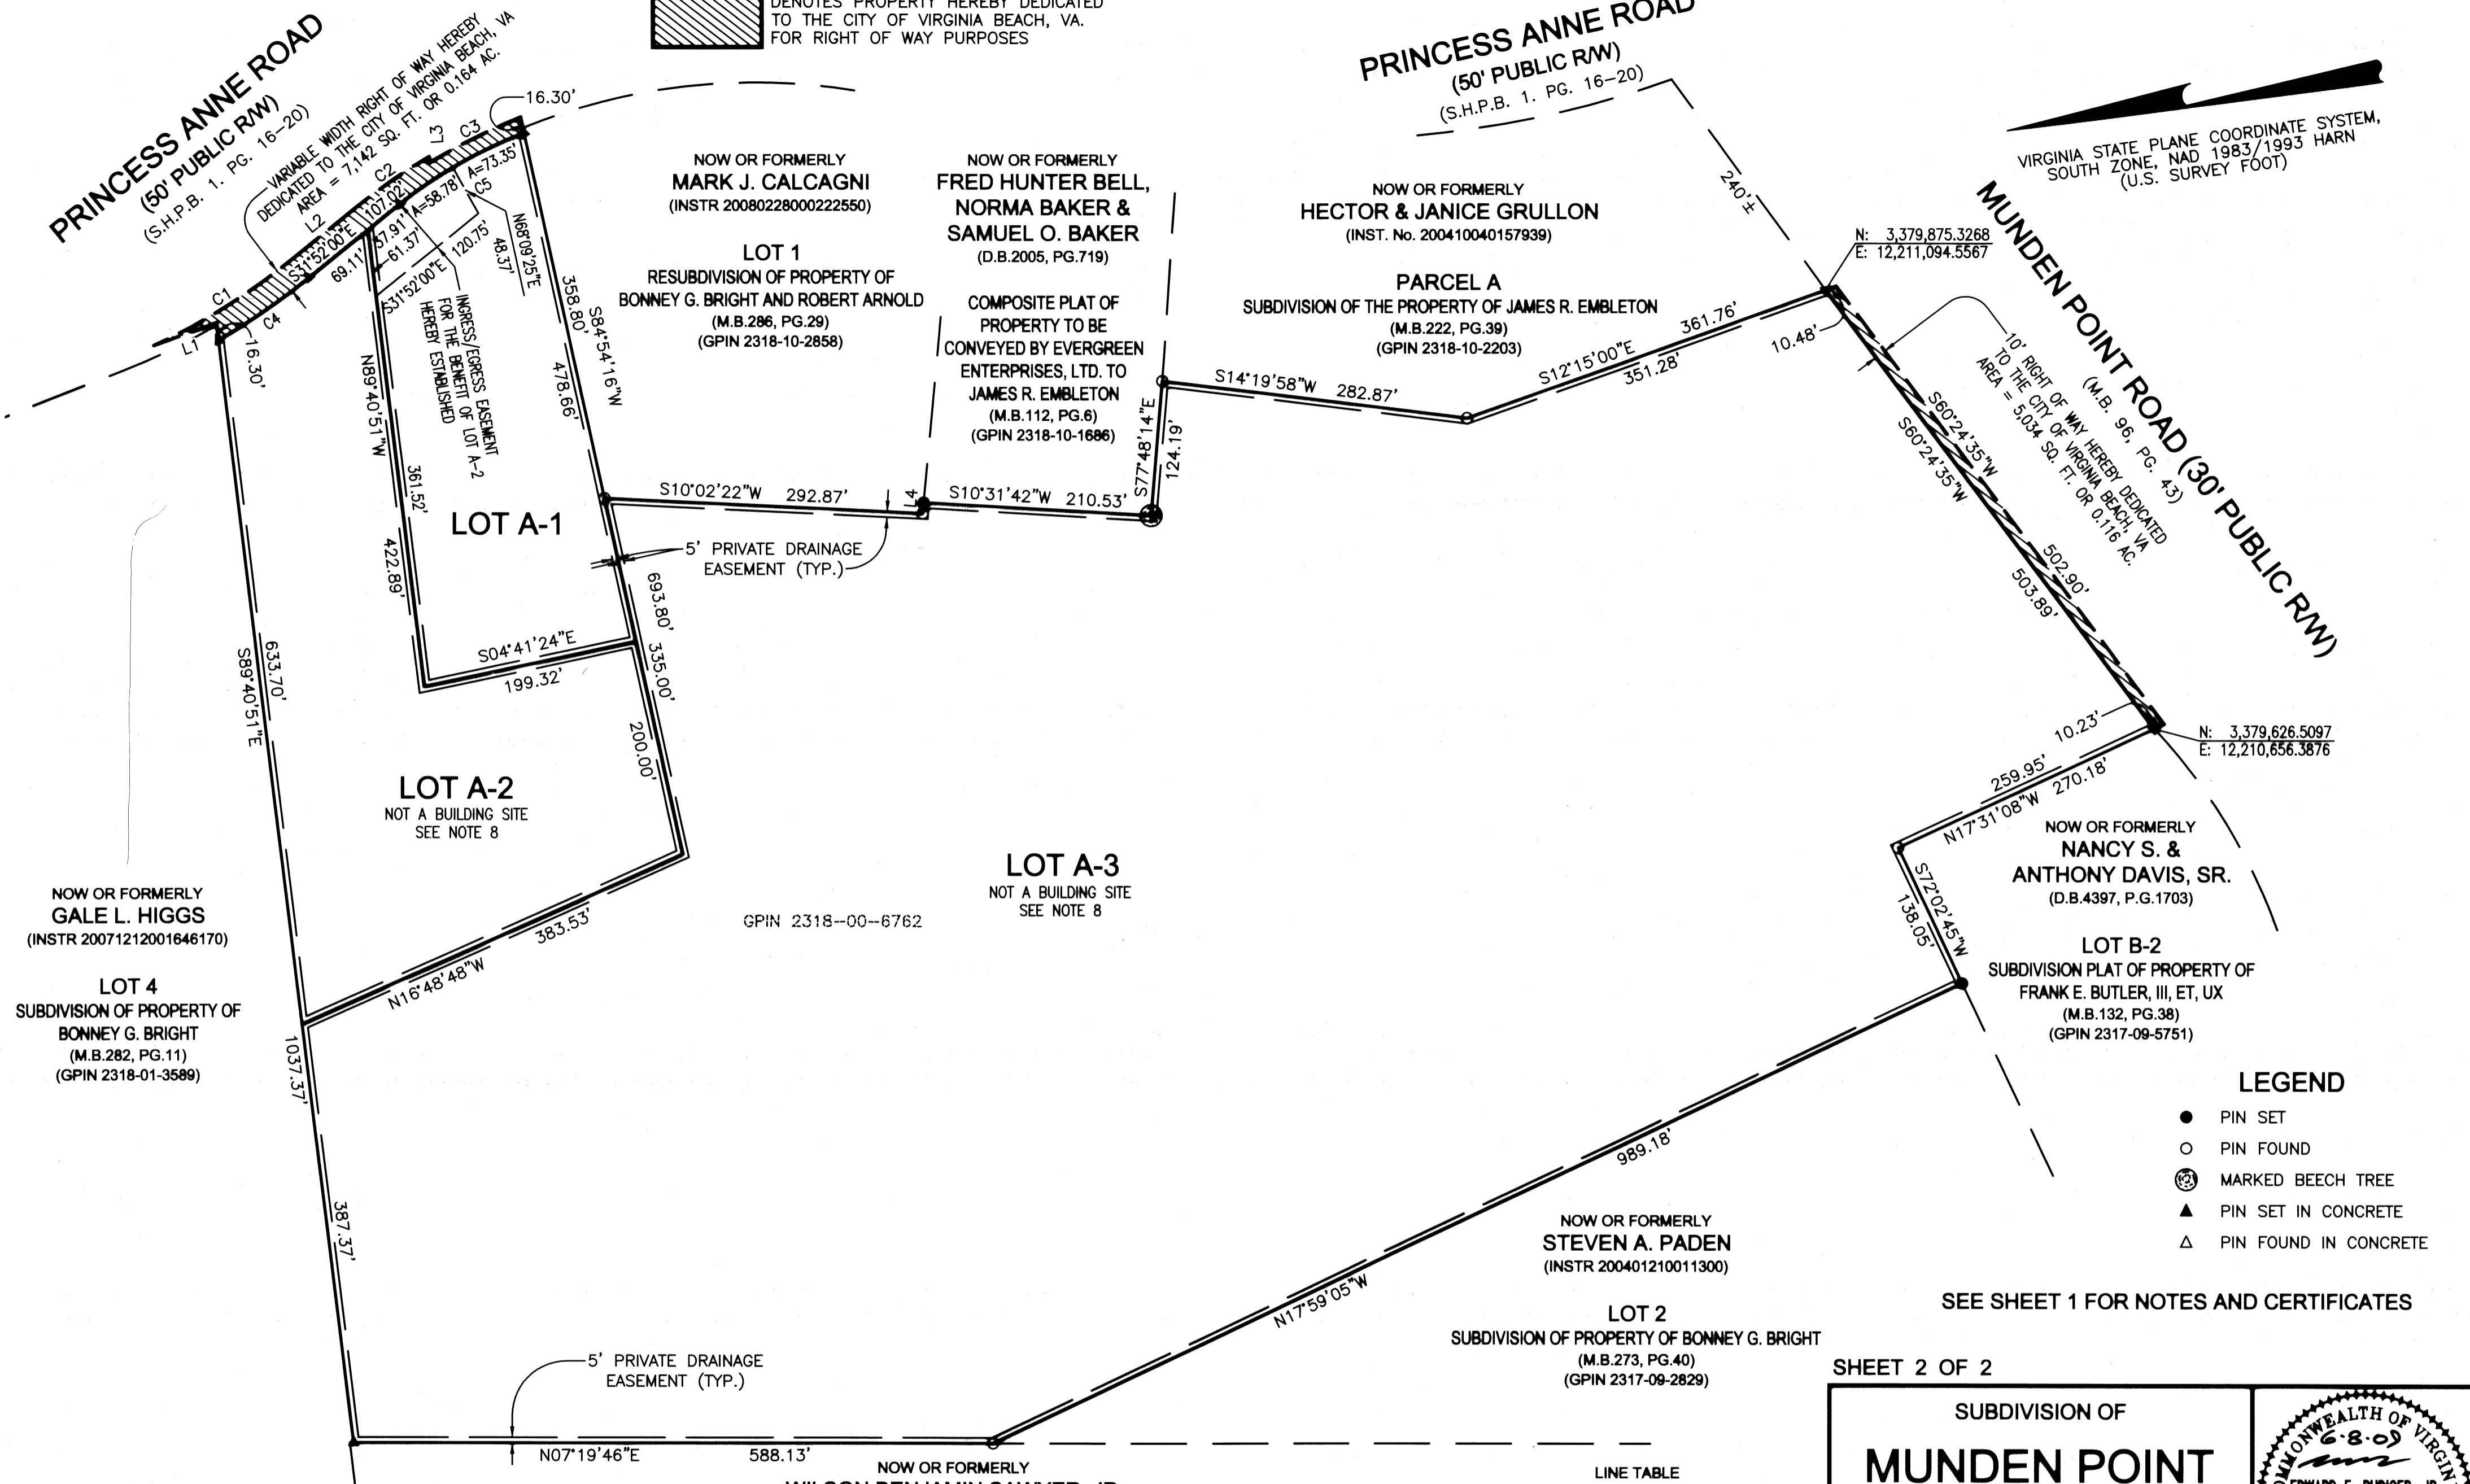 DENOTES PROPERTY HEREBY DEDICATED
TO THE CITY OF VIRGINIA BEACH, VA.
FOR RIGHT OF WAY PURPOSES
PRINCESS ANNE ROAD
(50' PUBLIC R/W)
(S.H.P.B. 1. PG. 16-20)
VARIABLE WIDTH RIGHT OF WAY HEREBY
DEDICATED TO THE CITY OF VIRGINIA BEACH, VA
AREA = 7,142 SQ. FT. OR 0.164 AC.
16.30'
L1
C1
C4
L2
C2
L3
C3
C5
S31°52'00"E
107.02'
69.11'
37.91'
A=58.78'
A=73.35'
61.37'
S31°52'00"E 120.75'
N68°09'25"E
48.37'
16.30'
INGRESS/EGRESS EASEMENT
FOR THE BENEFIT OF LOT A-2
HEREBY ESTABLISHED
N89°40'51"W
361.52'
422.89'
LOT A-1
358.80'
S84°54'16"W
478.66'
693.80'
335.00'
200.00'
S04°41'24"E
199.32'
S89°40'51"E
633.70'
LOT A-2
NOT A BUILDING SITE
SEE NOTE 8
383.53'
N16°48'48"W
1037.37'
387.37'
NOW OR FORMERLY
GALE L. HIGGS
(INSTR 20071212001646170)
LOT 4
SUBDIVISION OF PROPERTY OF
BONNEY G. BRIGHT
(M.B.282, PG.11)
(GPIN 2318-01-3589)
NOW OR FORMERLY
MARK J. CALCAGNI
(INSTR 20080228000222550)
LOT 1
RESUBDIVISION OF PROPERTY OF
BONNEY G. BRIGHT AND ROBERT ARNOLD
(M.B.286, PG.29)
(GPIN 2318-10-2858)
S10°02'22"W 292.87'
L4
5' PRIVATE DRAINAGE
EASEMENT (TYP.)
NOW OR FORMERLY
FRED HUNTER BELL,
NORMA BAKER &
SAMUEL O. BAKER
(D.B.2005, PG.719)
COMPOSITE PLAT OF
PROPERTY TO BE
CONVEYED BY EVERGREEN
ENTERPRISES, LTD. TO
JAMES R. EMBLETON
(M.B.112, PG.6)
(GPIN 2318-10-1686)
S10°31'42"W 210.53'
S77°48'14"E
124.19'
PRINCESS ANNE ROAD
(50' PUBLIC R/W)
(S.H.P.B. 1. PG. 16-20)
240'±
NOW OR FORMERLY
HECTOR & JANICE GRULLON
(INST. No. 200410040157939)
PARCEL A
SUBDIVISION OF THE PROPERTY OF JAMES R. EMBLETON
(M.B.222, PG.39)
(GPIN 2318-10-2203)
S14°19'58"W 282.87'
361.76'
S12°15'00"E
351.28'
10.48'
N: 3,379,875.3268
E: 12,211,094.5567
VIRGINIA STATE PLANE COORDINATE SYSTEM,
SOUTH ZONE, NAD 1983/1993 HARN
(U.S. SURVEY FOOT)
MUNDEN POINT ROAD (30' PUBLIC R/W)
(M.B. 96, PG. 43)
10' RIGHT OF WAY HEREBY DEDICATED
TO THE CITY OF VIRGINIA BEACH, VA
AREA = 5,034 SQ. FT. OR 0.116 AC.
S60°24'35"W
502.90'
S60°24'35"W
503.89'
10.23'
N: 3,379,626.5097
E: 12,210,656.3876
259.95'
N17°31'08"W 270.18'
S72°02'45"W
138.05'
NOW OR FORMERLY
NANCY S. &
ANTHONY DAVIS, SR.
(D.B.4397, P.G.1703)
LOT B-2
SUBDIVISION PLAT OF PROPERTY OF
FRANK E. BUTLER, III, ET, UX
(M.B.132, PG.38)
(GPIN 2317-09-5751)
LOT A-3
NOT A BUILDING SITE
SEE NOTE 8
GPIN 2318--00--6762
989.18'
N17°59'05"W
NOW OR FORMERLY
STEVEN A. PADEN
(INSTR 200401210011300)
LOT 2
SUBDIVISION OF PROPERTY OF BONNEY G. BRIGHT
(M.B.273, PG.40)
(GPIN 2317-09-2829)
5' PRIVATE DRAINAGE
EASEMENT (TYP.)
N07°19'46"E 588.13'
NOW OR FORMERLY
WILSON BENJAMIN SAWYER, JR
LEGEND
PIN SET
PIN FOUND
MARKED BEECH TREE
PIN SET IN CONCRETE
PIN FOUND IN CONCRETE
SEE SHEET 1 FOR NOTES AND CERTIFICATES
SHEET 2 OF 2
LINE TABLE
SUBDIVISION OF
MUNDEN POINT
COMMONWEALTH OF VIRGIN
6-8-09